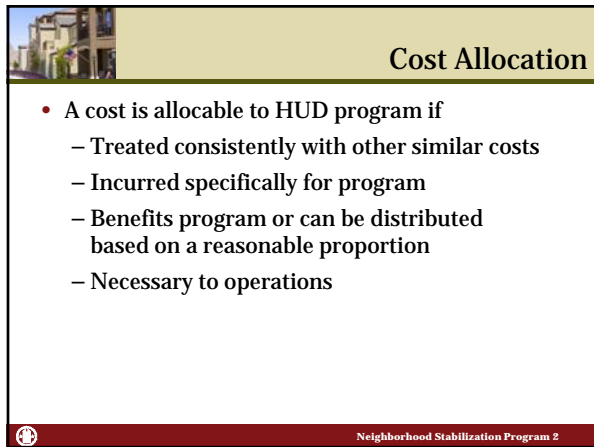 Cost Allocation
• A cost is allocable to HUD program if
– Treated consistently with other similar costs
– Incurred specifically for program
– Benefits program or can be distributed
based on a reasonable proportion
– Necessary to operations
Neighborhood Stabilization Program 2